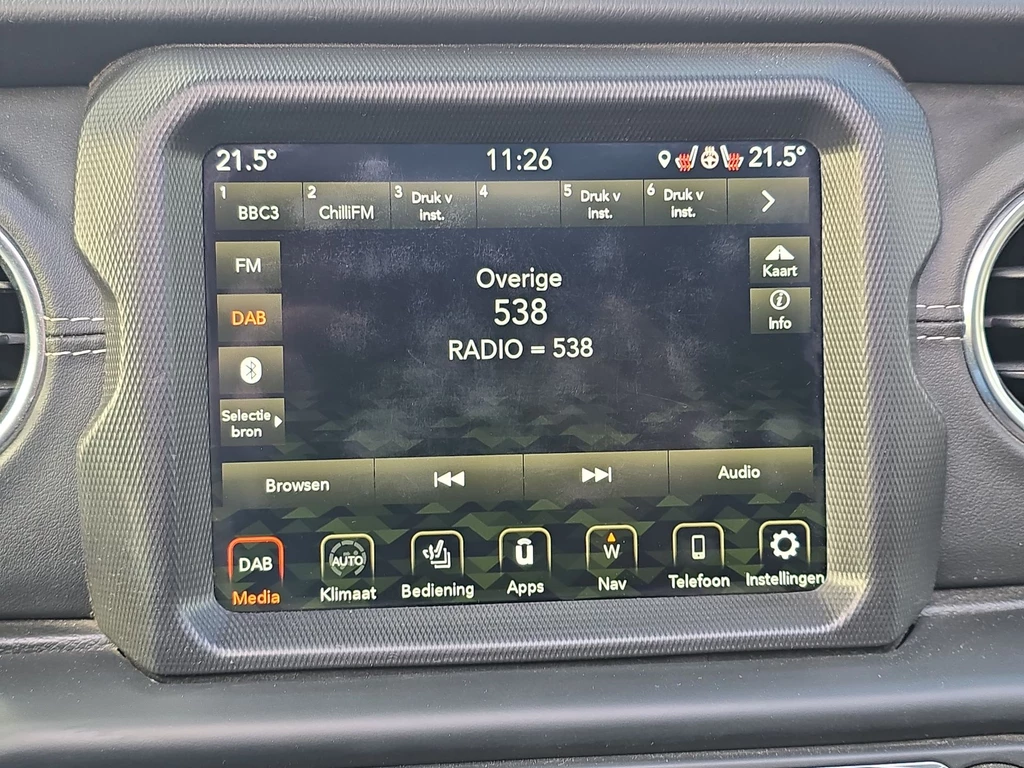 21.5° 11:26 21.5°
1 BBC3 2 ChilliFM 3 Druk v inst. 4 5 Druk v inst. 6 Druk v inst.
FM
DAB
Selectie
bron
Overige
538
RADIO = 538
Kaart
Info
Browsen Audio
DAB AUTO W
Media Klimaat Bediening Apps Nav Telefoon Instellingen